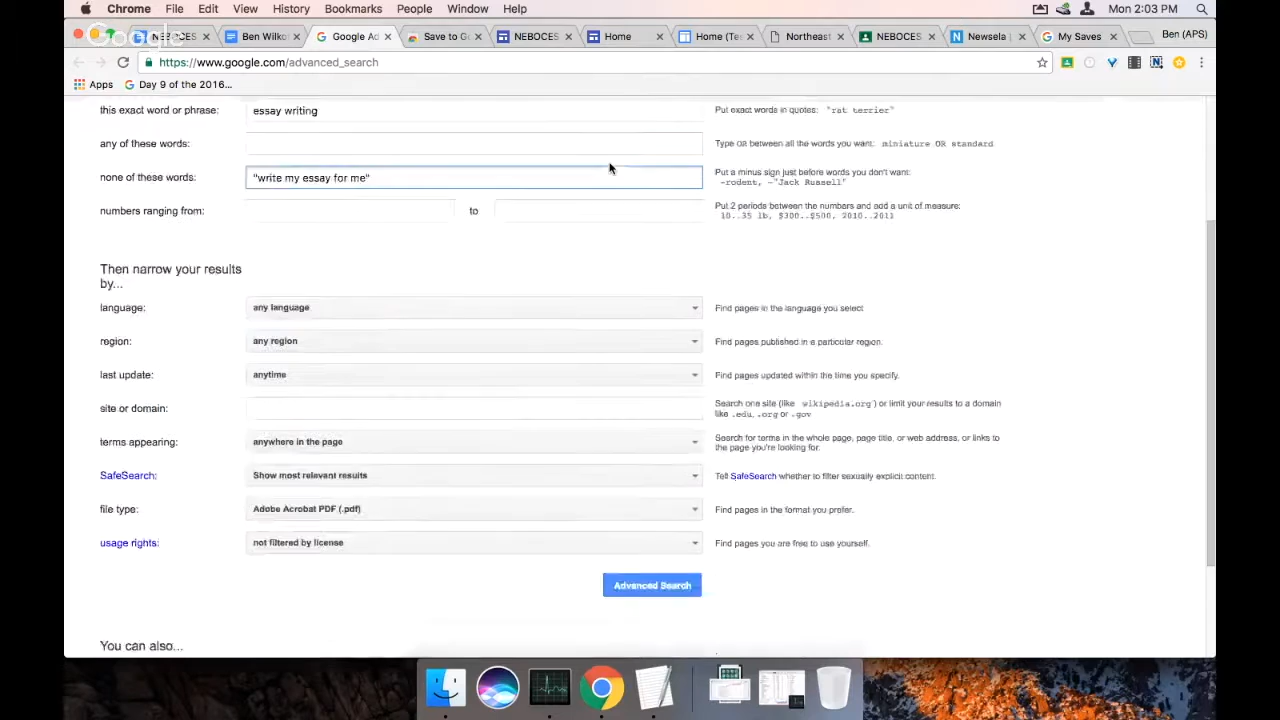 Chrome File Edit View History Bookmarks People Window Help Mon 2:03 PM
Google
NEBOCES Ben Wilko Google Ad Save to Go NEBOCES Home Home (Te Northeast NEBOCES Newsela My Saves Ben (APS)
https://www.google.com/advanced_search
Apps Day 9 of the 2016...
this exact word or phrase: essay writing Put exact words in quotes: "rat terrier"
any of these words: Type OR between all the words you want: miniature OR standard
none of these words: "write my essay for me" Put a minus sign just before words you don't want:
-rodent, -"Jack Russell"
numbers ranging from: to Put 2 periods between the numbers and add a unit of measure:
10..35 lb, $300..$500, 2010..2011
Then narrow your results
by...
language: any language Find pages in the language you select
region: any region Find pages published in a particular region.
last update: anytime Find pages updated within the time you specify.
site or domain: Search one site (like wikipedia.org) or limit your results to a domain
like .edu, .org or .gov
terms appearing: anywhere in the page Search for terms in the whole page, page title, or web address, or links to
the page you're looking for.
SafeSearch: Show most relevant results Tell SafeSearch whether to filter sexually explicit content.
file type: Adobe Acrobat PDF (.pdf) Find pages in the format you prefer.
usage rights: not filtered by license Find pages you are free to use yourself.
Advanced Search
You can also...